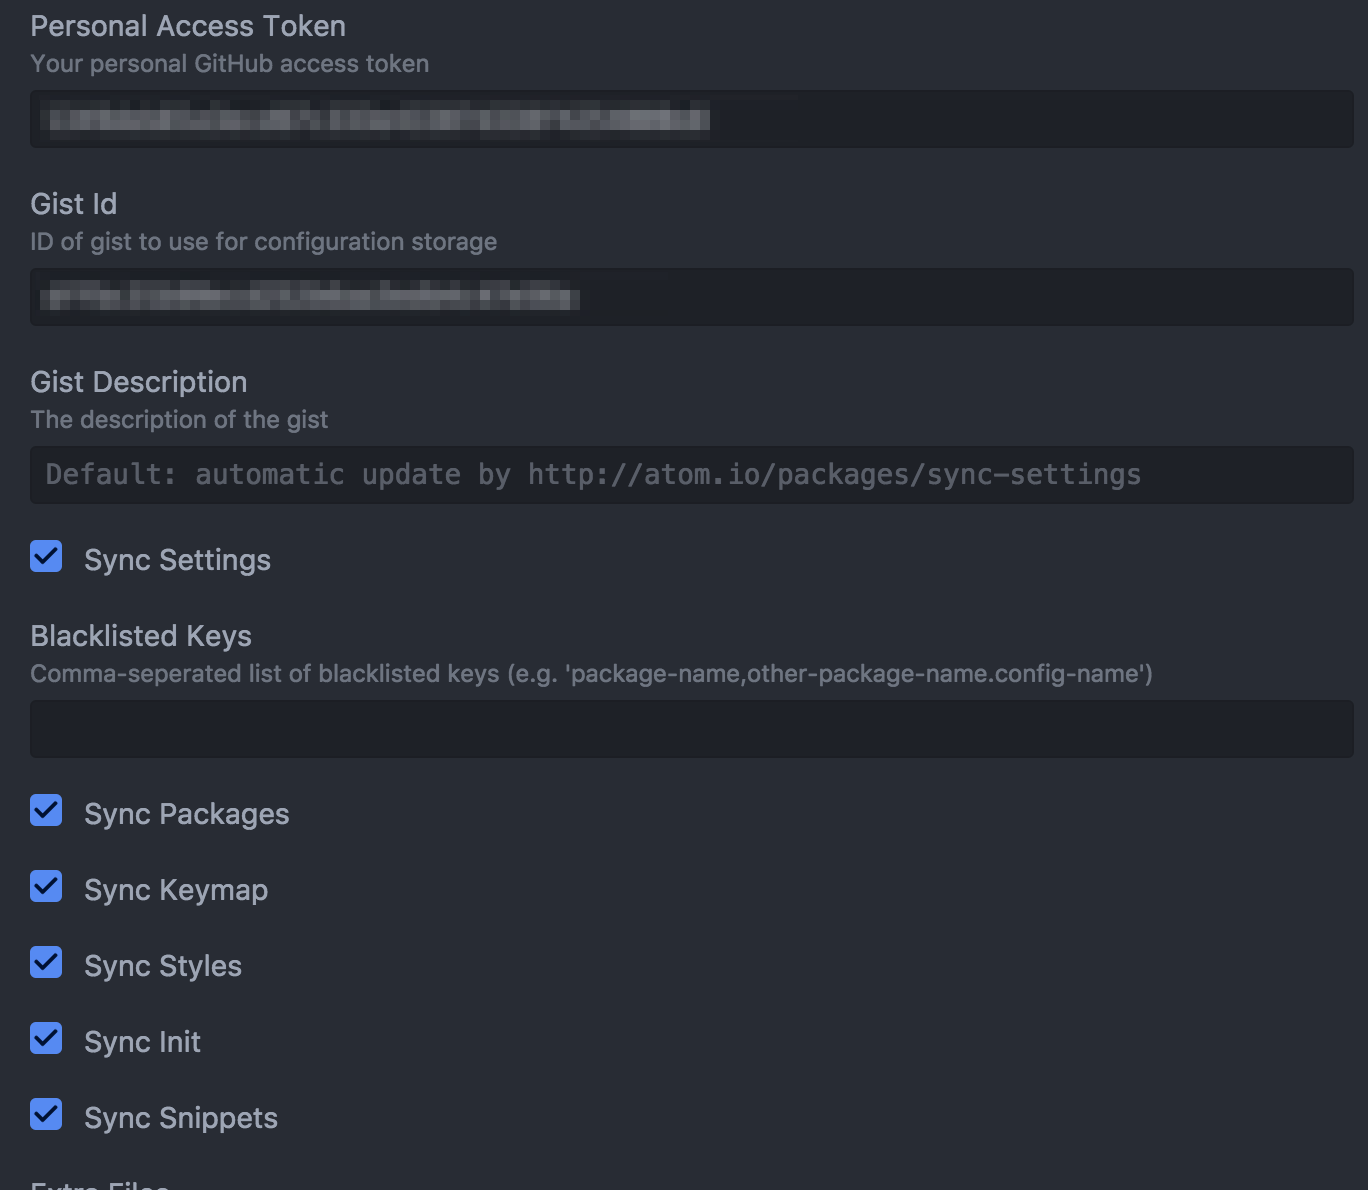 Personal Access Token
Your personal GitHub access token
Gist Id
ID of gist to use for configuration storage
Gist Description
The description of the gist
Default: automatic update by http://atom.io/packages/sync-settings
Sync Settings
Blacklisted Keys
Comma-seperated list of blacklisted keys (e.g. 'package-name,other-package-name.config-name')
Sync Packages
Sync Keymap
Sync Styles
Sync Init
Sync Snippets
Extra Files